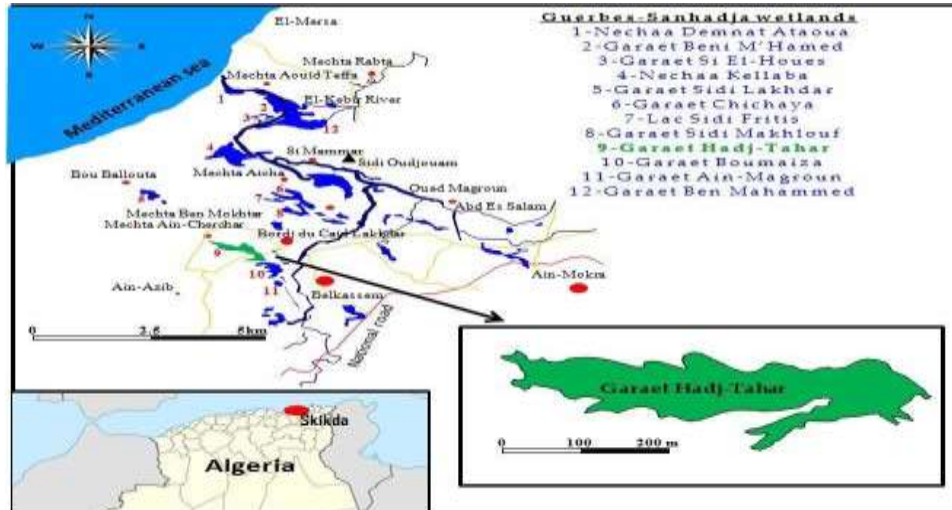 El-Marsa
Guerbes-Sanhadja wetlands
1-Nechaa Demnat Ataoua
2-Garaet Beni M'Hamed
3-Garaet Si El-Houes
4-Nechaa Kellaba
5-Garaet Sidi Lakhdar
6-Garaet Chichaya
7-Lac Sidi Fritis
8-Garaet Sidi Makhlouf
9-Garaet Hadj-Tahar
10-Garaet Boumaiza
11-Garaet Ain-Magroun
12-Garaet Ben Mahammed
N
W
S
Mediterranean sea
Mechta Rabta
Mechta Aouid Teffa
El-Kebir River
1
2
3
12
4
Si Mammar
Sidi Oudjouam
Mechta Aicha
Bou Ballouta
6
7
8
Oued Magroun
Abd Es Salam
Mechta Ben Mokhtar
Mechta Ain-Cherchar
Bordj du Caid Lakhdar
9
10
11
Ain-Mokra
Ain-Azib
Belkassem
0 2.5 5km
National road
Garaet Hadj-Tahar
0 100 200 m
Skikda
Algeria